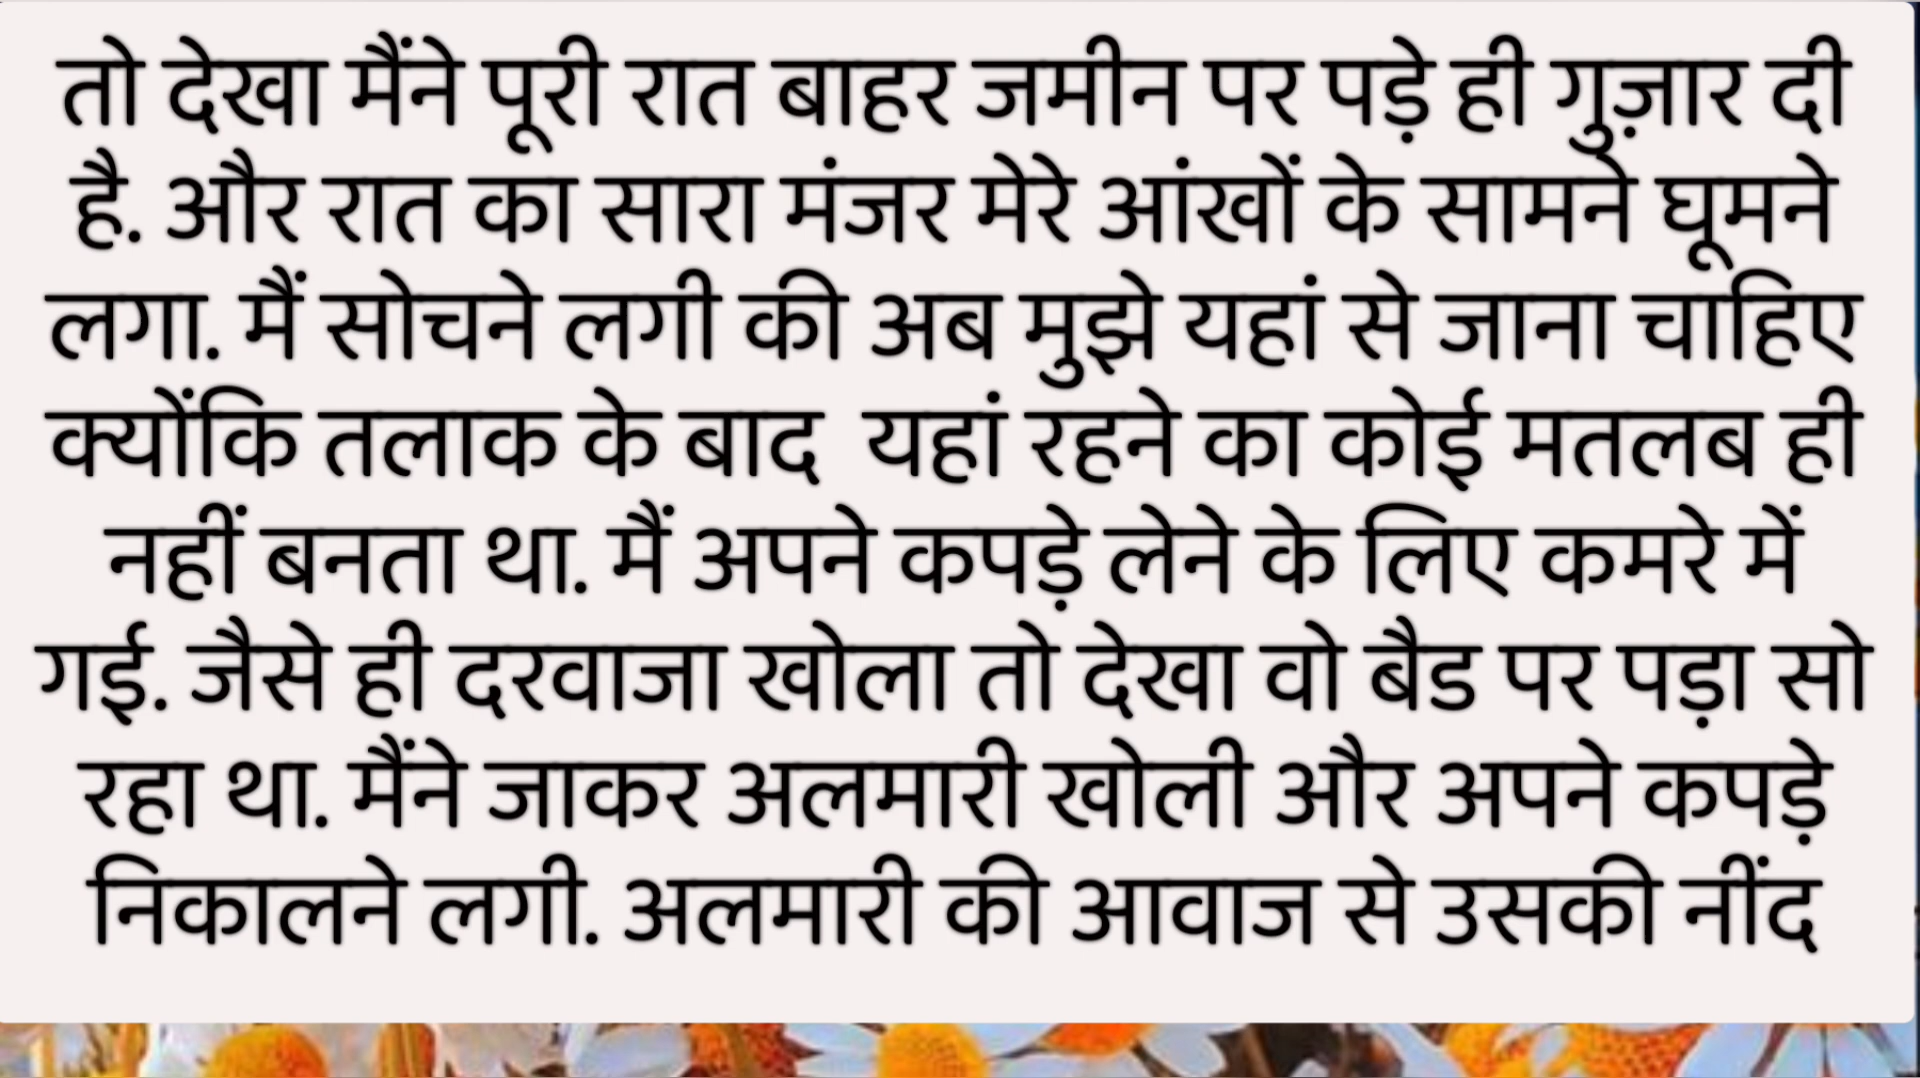 तो देखा मैंने पूरी रात बाहर जमीन पर पड़े ही गुज़ार दी
है. और रात का सारा मंजर मेरे आंखों के सामने घूमने
लगा. मैं सोचने लगी की अब मुझे यहां से जाना चाहिए
क्योंकि तलाक के बाद  यहां रहने का कोई मतलब ही
नहीं बनता था. मैं अपने कपड़े लेने के लिए कमरे में
गई. जैसे ही दरवाजा खोला तो देखा वो बैड पर पड़ा सो
रहा था. मैंने जाकर अलमारी खोली और अपने कपड़े
निकालने लगी. अलमारी की आवाज से उसकी नींद